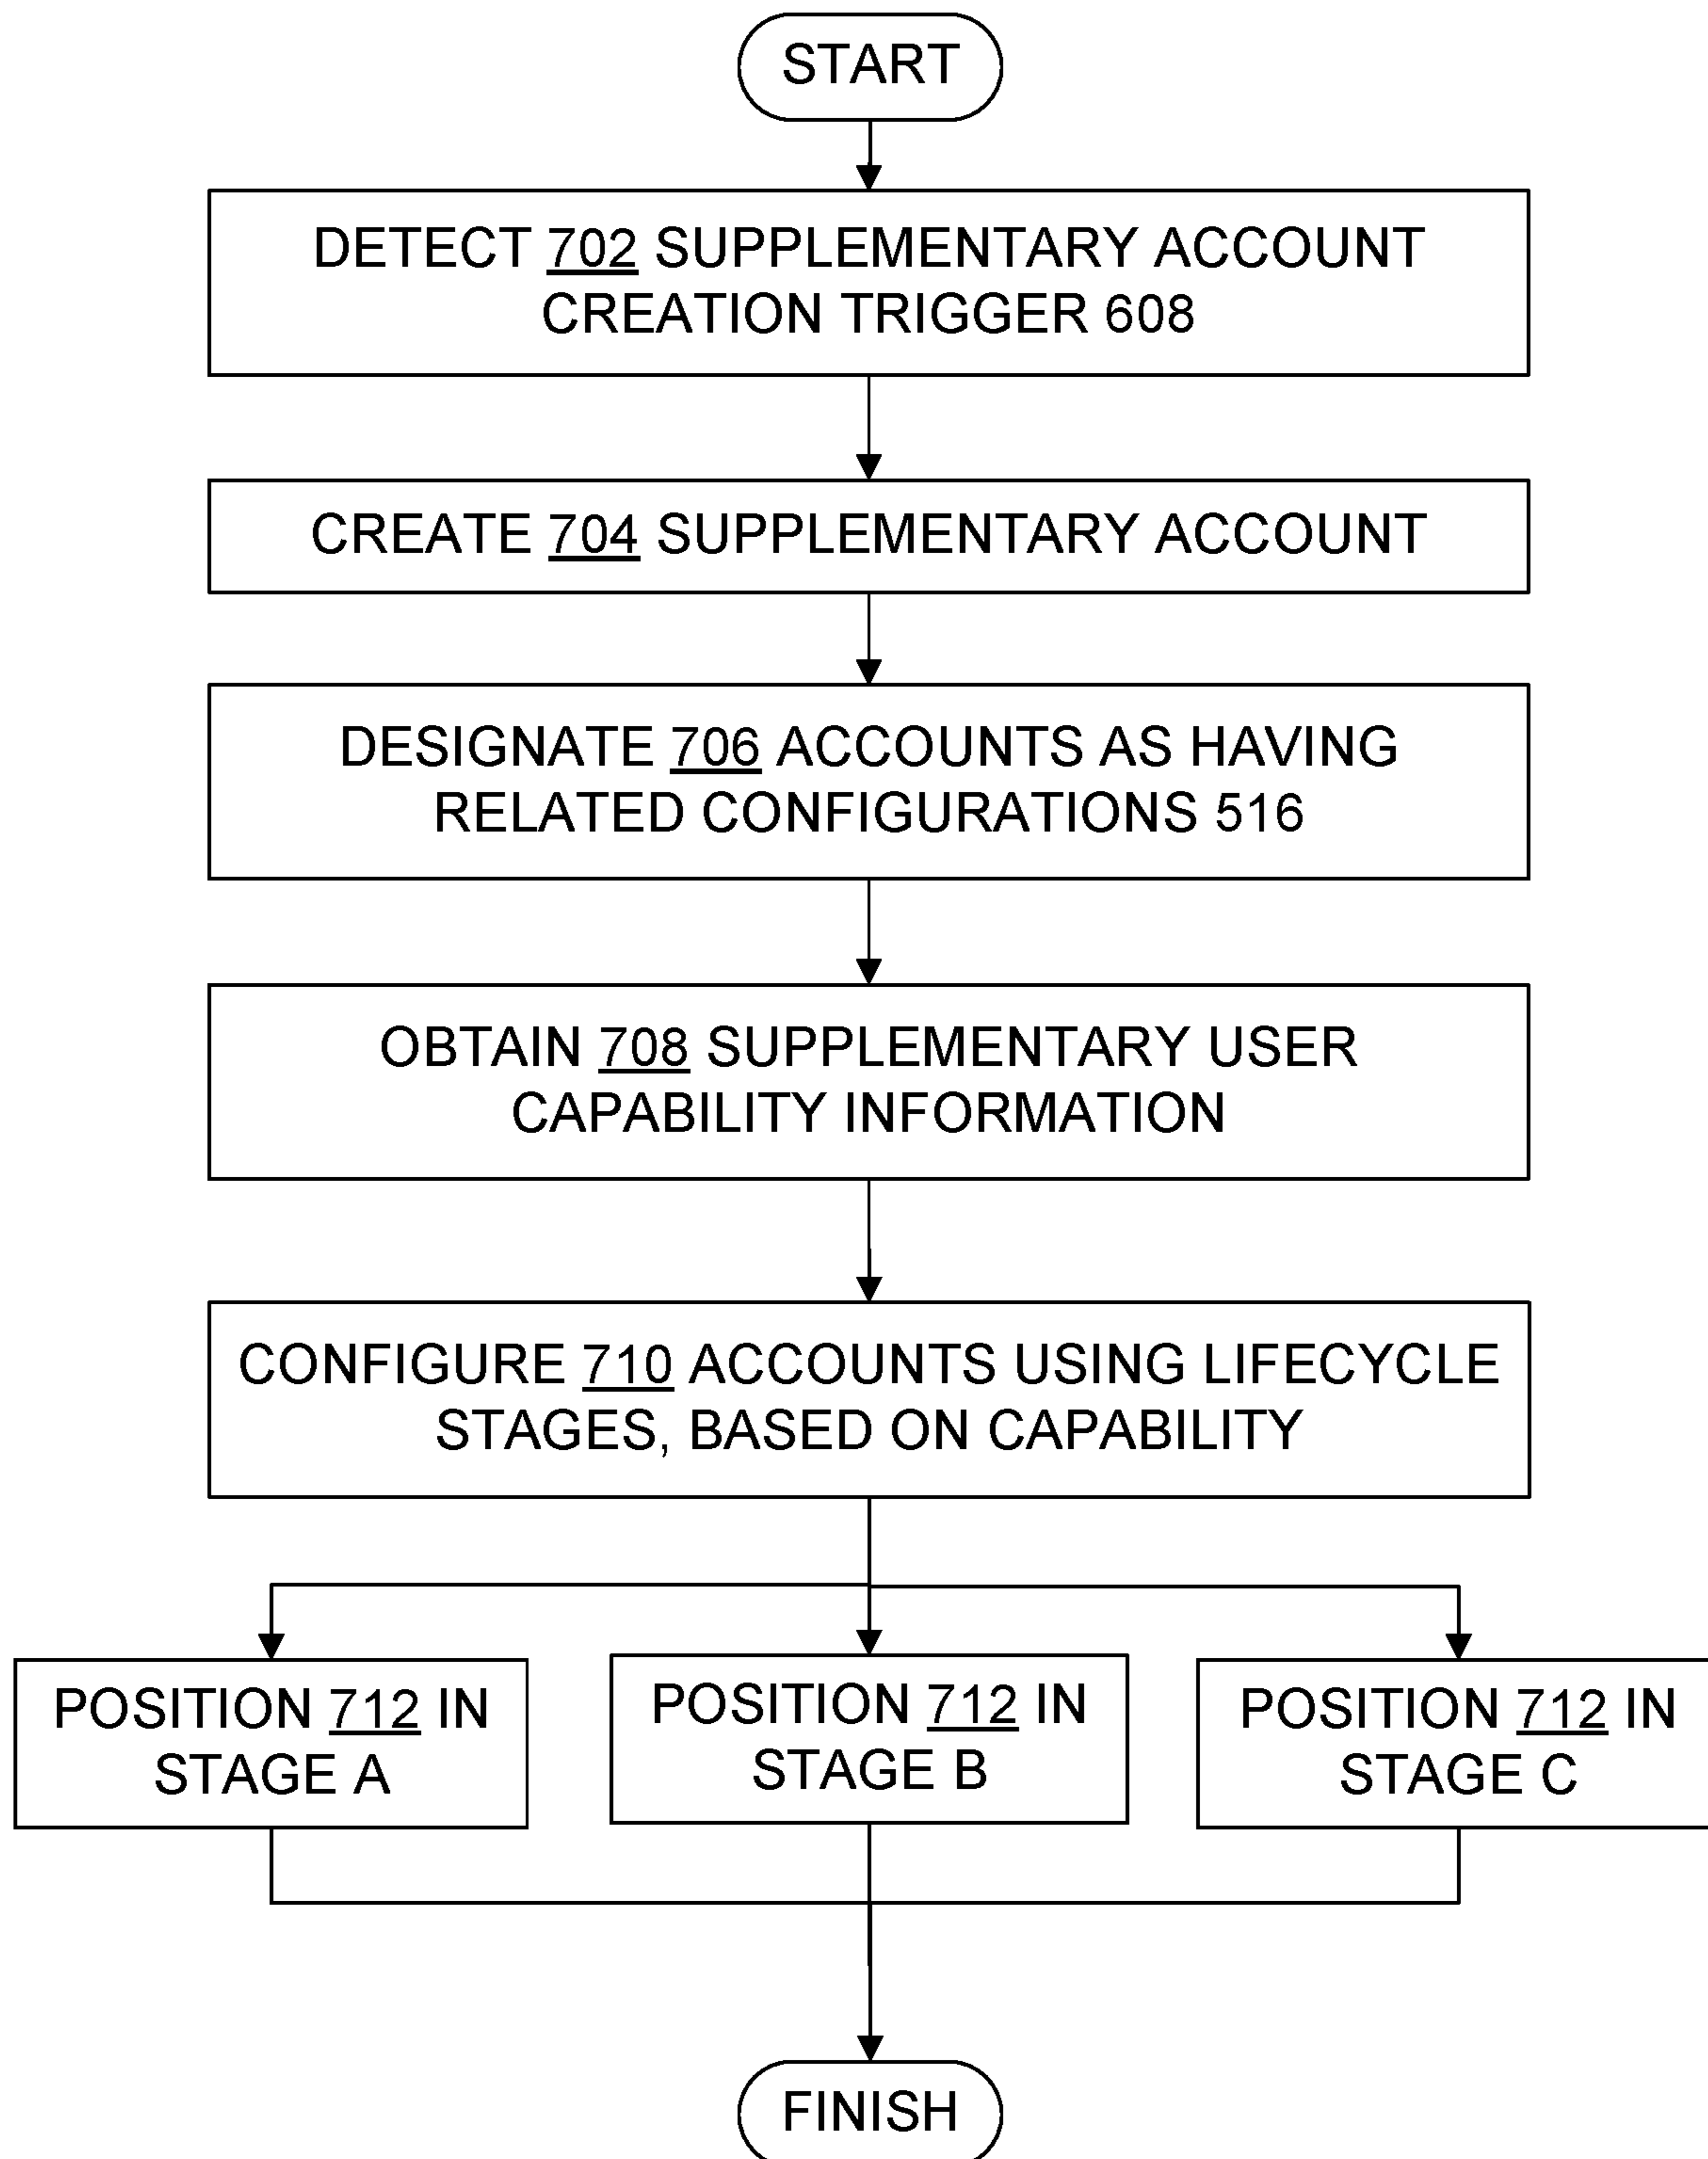 START
DETECT 702 SUPPLEMENTARY ACCOUNT
CREATION TRIGGER 608
CREATE 704 SUPPLEMENTARY ACCOUNT
DESIGNATE 706 ACCOUNTS AS HAVING
RELATED CONFIGURATIONS 516
OBTAIN 708 SUPPLEMENTARY USER
CAPABILITY INFORMATION
CONFIGURE 710 ACCOUNTS USING LIFECYCLE
STAGES, BASED ON CAPABILITY
POSITION 712 IN
STAGE A
POSITION 712 IN
STAGE B
POSITION 712 IN
STAGE C
FINISH